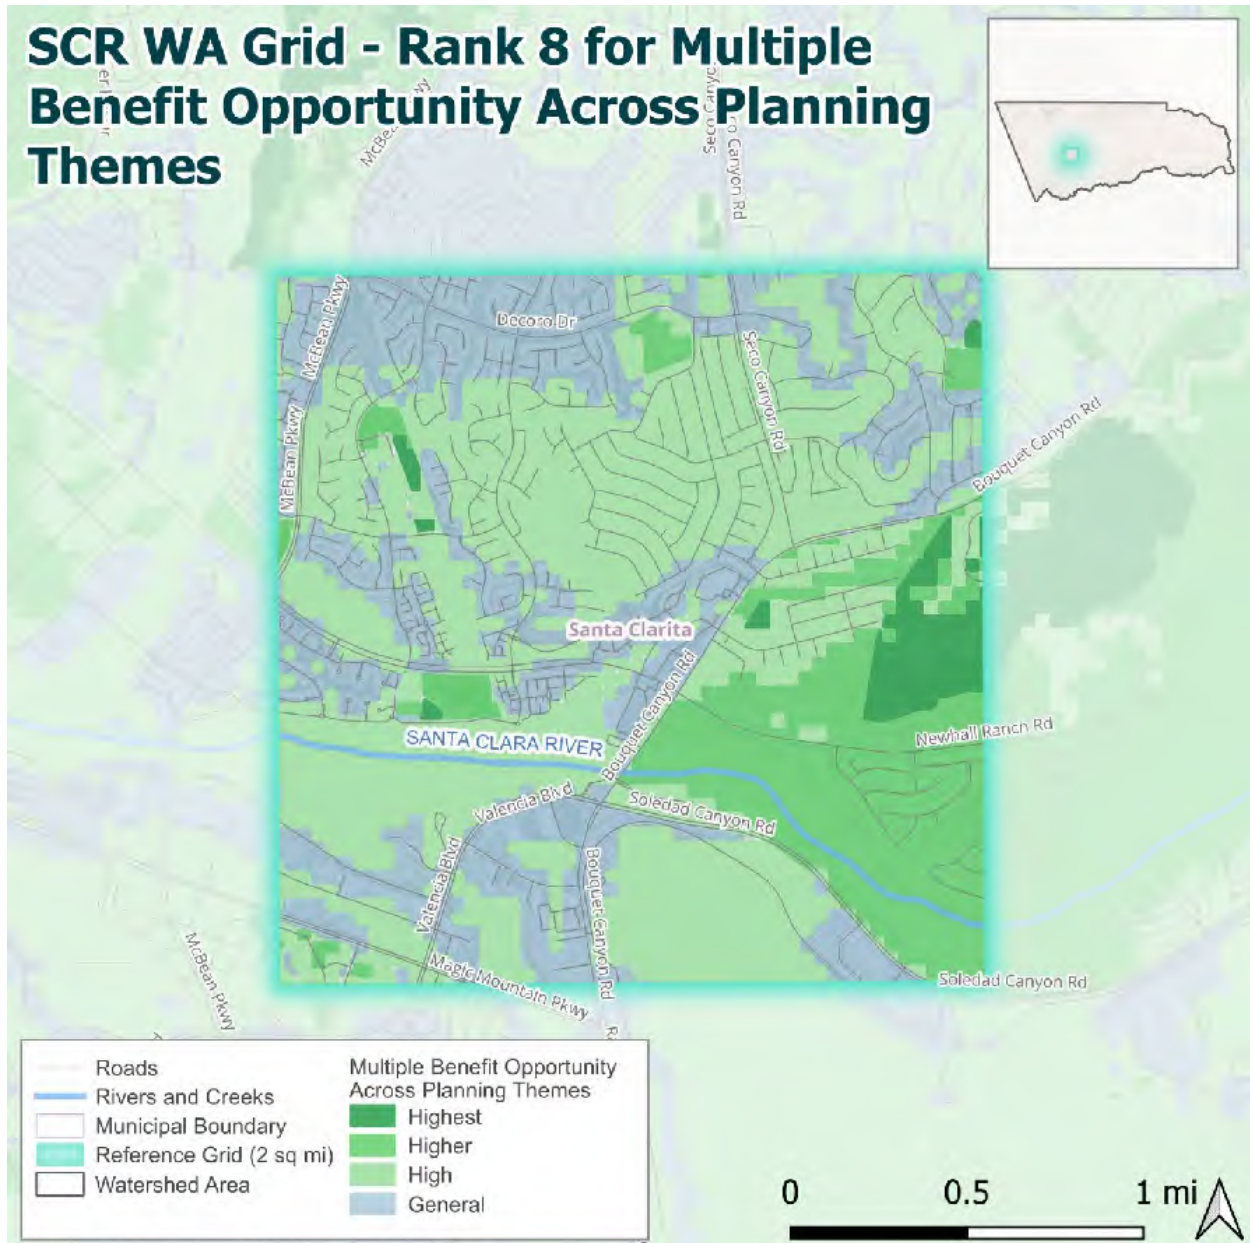 SCR WA Grid - Rank 8 for Multiple
Benefit Opportunity Across Planning
Themes
McBean Pkwy
Seco Canyon Rd
McBean Pkwy
Decoro Dr
Seco Canyon Rd
McBean Pkwy
Bouquet Canyon Rd
Santa Clarita
Bouquet Canyon Rd
Newhall Ranch Rd
SANTA CLARA RIVER
Valencia Blvd
Soledad Canyon Rd
Valencia Blvd
Bouquet Canyon Rd
McBean Pkwy
Magic Mountain Pkwy
Soledad Canyon Rd
Roads
Rivers and Creeks
Municipal Boundary
Reference Grid (2 sq mi)
Watershed Area
Multiple Benefit Opportunity
Across Planning Themes
Highest
Higher
High
General
0 0.5 1 mi